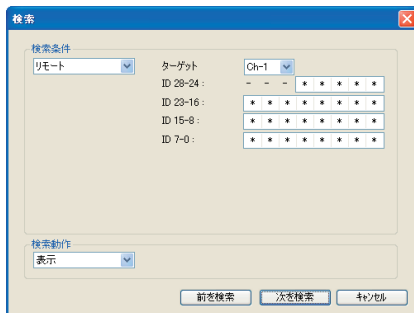 検索
検索条件
リモート
ターゲット Ch-1
ID 28-24 : - - - * * * * *
ID 23-16 : * * * * * * * *
ID 15-8 : * * * * * * * *
ID 7-0 : * * * * * * * *
検索動作
表示
前を検索 次を検索 キャンセル